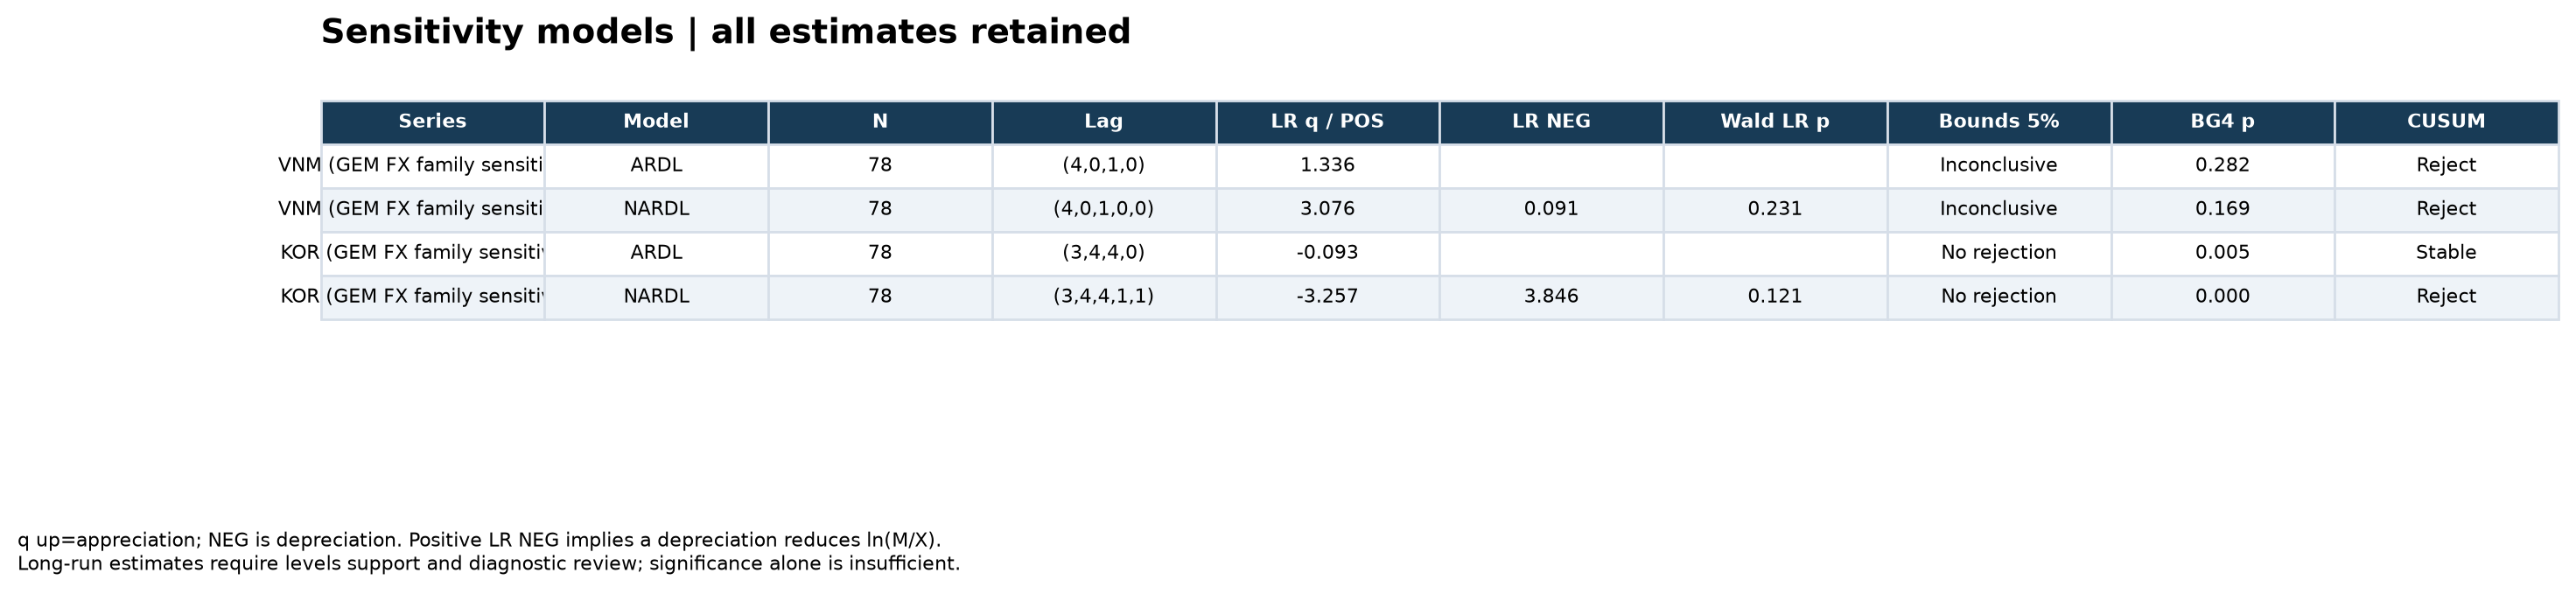 Sensitivity models | all estimates retained
Series Model N Lag LR q / POS LR NEG Wald LR p Bounds 5% BG4 p CUSUM
VNM (GEM FX family sensiti ARDL 78 (4,0,1,0) 1.336 Inconclusive 0.282 Reject
VNM (GEM FX family sensiti NARDL 78 (4,0,1,0,0) 3.076 0.091 0.231 Inconclusive 0.169 Reject
KOR (GEM FX family sensitiv ARDL 78 (3,4,4,0) -0.093 No rejection 0.005 Stable
KOR (GEM FX family sensitiv NARDL 78 (3,4,4,1,1) -3.257 3.846 0.121 No rejection 0.000 Reject
q up=appreciation; NEG is depreciation. Positive LR NEG implies a depreciation reduces ln(M/X).
Long-run estimates require levels support and diagnostic review; significance alone is insufficient.